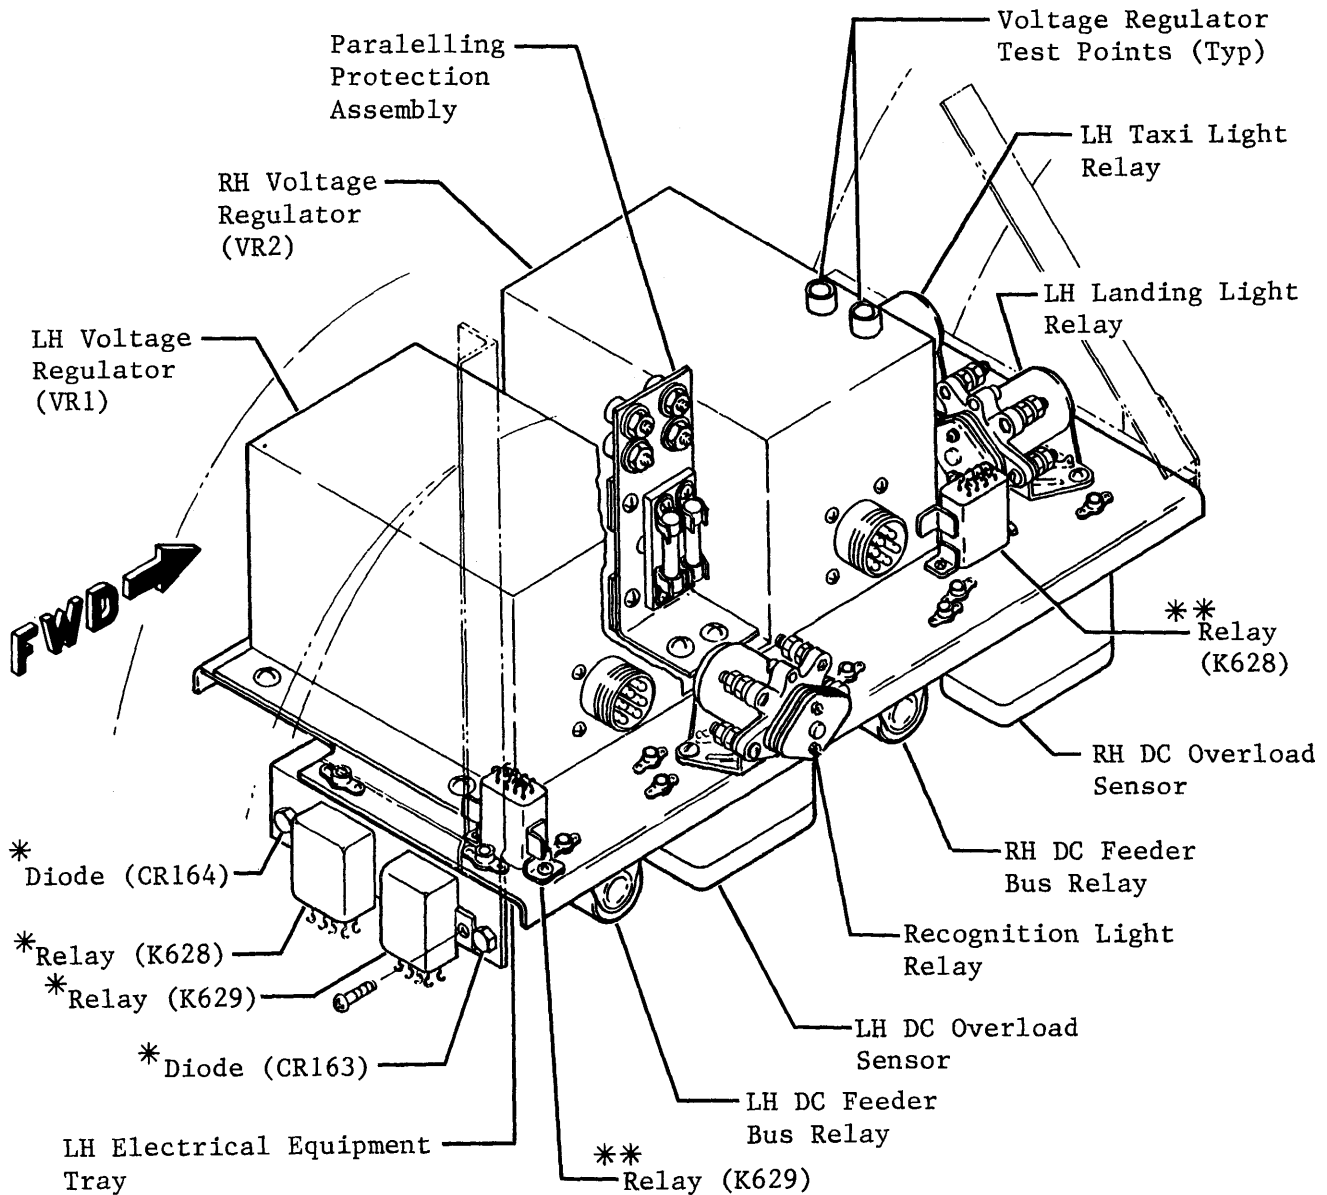 Voltage Regulator
Test Points (Typ)
Paralelling
Protection
Assembly
LH Taxi Light
Relay
RH Voltage
Regulator
(VR2)
LH Landing Light
Relay
LH Voltage
Regulator
(VR1)
FWD
**Relay
(K628)
RH DC Overload
Sensor
RH DC Feeder
Bus Relay
*Diode (CR164)
Recognition Light
Relay
*Relay (K628)
*Relay (K629)
LH DC Overload
Sensor
*Diode (CR163)
LH DC Feeder
Bus Relay
LH Electrical Equipment
Tray
**Relay (K629)